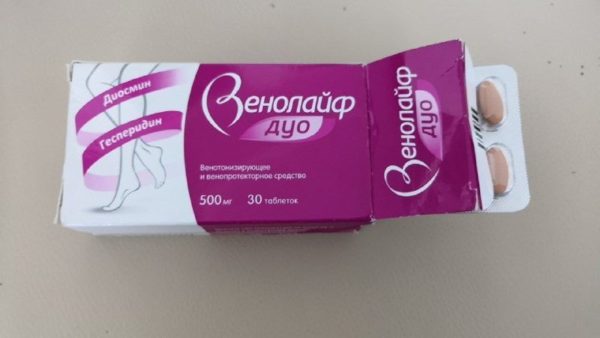 Диосмин
Гесперидин
Венолайф
дуо
Венотонизирующее
и венопротекторное средство
500 мг 30 таблеток
Венолайф
дуо